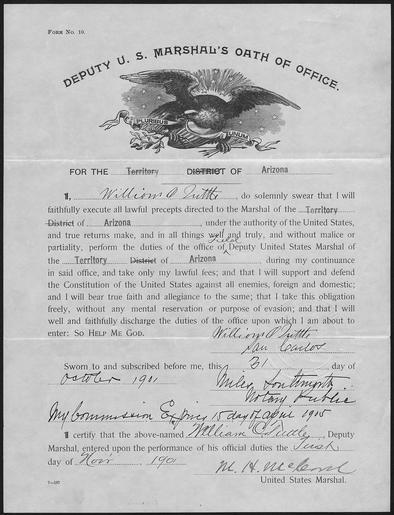 FORM NO. 10.
DEPUTY U. S. MARSHAL'S OATH OF OFFICE.
E PLURIBUS UNUM
FOR THE Territory DISTRICT OF Arizona
I, William A Tuttle, do solemnly swear that I will
faithfully execute all lawful precepts directed to the Marshal of the Territory
District of Arizona, under the authority of the United States,
and true returns make, and in all things well and truly, and without malice or
Field
partiality, perform the duties of the office of Deputy United States Marshal of
the Territory District of Arizona during my continuance
in said office, and take only my lawful fees; and that I will support and defend
the Constitution of the United States against all enemies, foreign and domestic;
and I will bear true faith and allegiance to the same; that I take this obligation
freely, without any mental reservation or purpose of evasion; and that I will
well and faithfully discharge the duties of the office upon which I am about to
enter: SO HELP ME GOD.
William A Tuttle
San Carlos
Sworn to and subscribed before me, this 31 day of
October 1901
Notary Public
My Commission Expires 15 day of April 1905
I certify that the above-named William A Tuttle, Deputy
Marshal, entered upon the performance of his official duties the First
day of Nov'r 1901
M. H. McCord
United States Marshal.